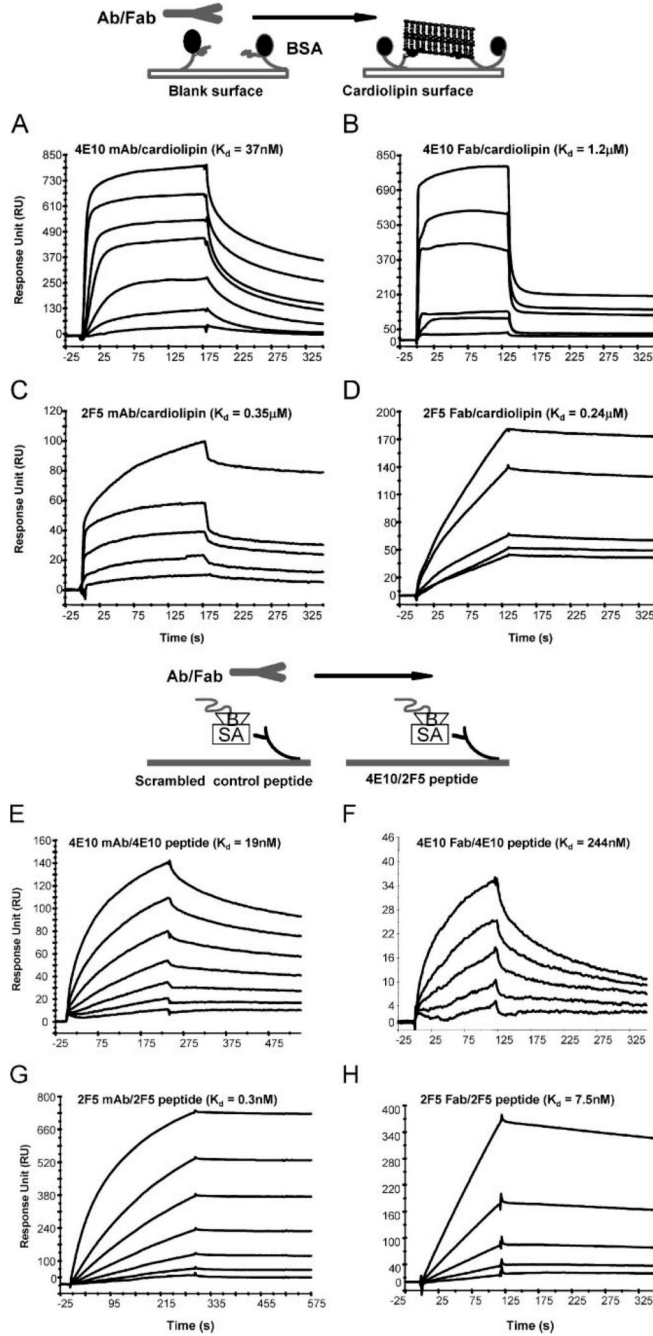 Ab/Fab
BSA
Blank surface
Cardiolipin surface
A
4E10 mAb/cardiolipin (Kd = 37nM)
Response Unit (RU)
850
730
610
490
370
250
130
0
-25 25 75 125 175 225 275 325
B
4E10 Fab/cardiolipin (Kd = 1.2µM)
850
690
530
370
210
50
0
-25 25 75 125 175 225 275 325
C
2F5 mAb/cardiolipin (Kd = 0.35µM)
Response Unit (RU)
120
100
80
60
40
20
0
-25 25 75 125 175 225 275 325
Time (s)
D
2F5 Fab/cardiolipin (Kd = 0.24µM)
200
170
140
80
50
20
0
-25 25 75 125 175 225 275 325
Time (s)
Ab/Fab
B
SA
Scrambled control peptide
B
SA
4E10/2F5 peptide
E
4E10 mAb/4E10 peptide (Kd = 19nM)
Response Unit (RU)
160
140
120
100
80
60
40
20
0
-25 75 175 275 375 475
F
4E10 Fab/4E10 peptide (Kd = 244nM)
46
34
28
22
10
4
0
-25 25 75 125 175 225 275 325
G
2F5 mAb/2F5 peptide (Kd = 0.3nM)
Response Unit (RU)
800
660
520
380
240
100
0
-25 95 215 335 455 575
Time (s)
H
2F5 Fab/2F5 peptide (Kd = 7.5nM)
400
340
280
160
100
40
0
-25 25 75 125 175 225 275 325
Time (s)